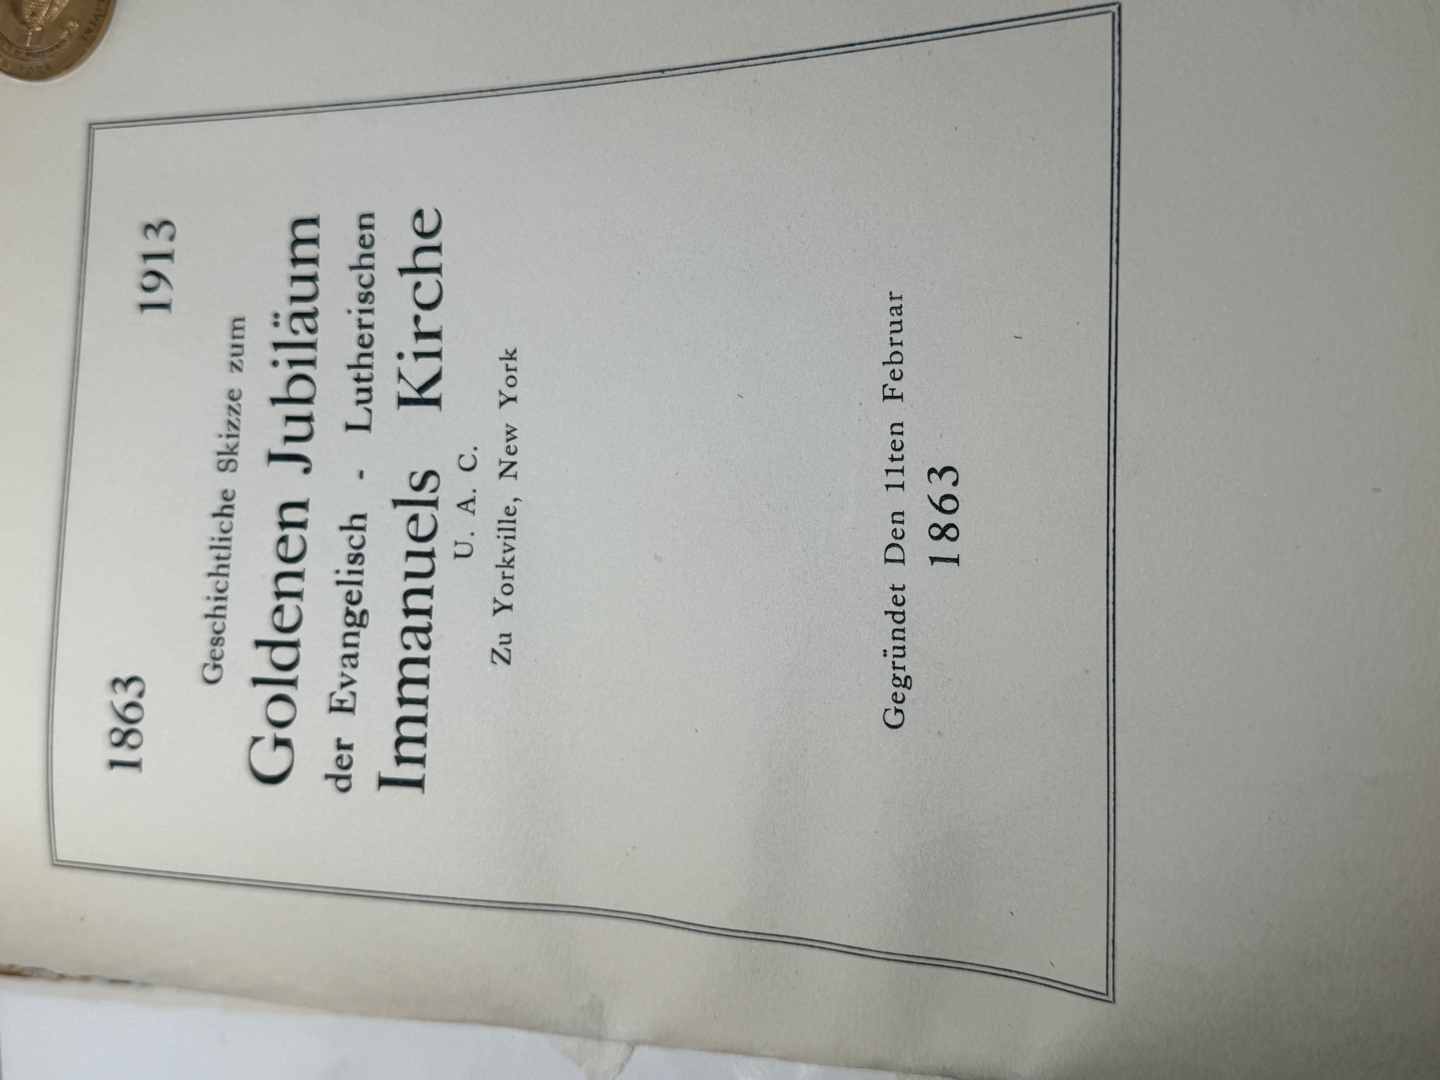 1863 1913
Geschichtliche Skizze zum
Goldenen Jubiläum
der Evangelisch - Lutherischen
Immanuels Kirche
U. A. C.
Zu Yorkville, New York
Gegründet Den 11ten Februar
1863